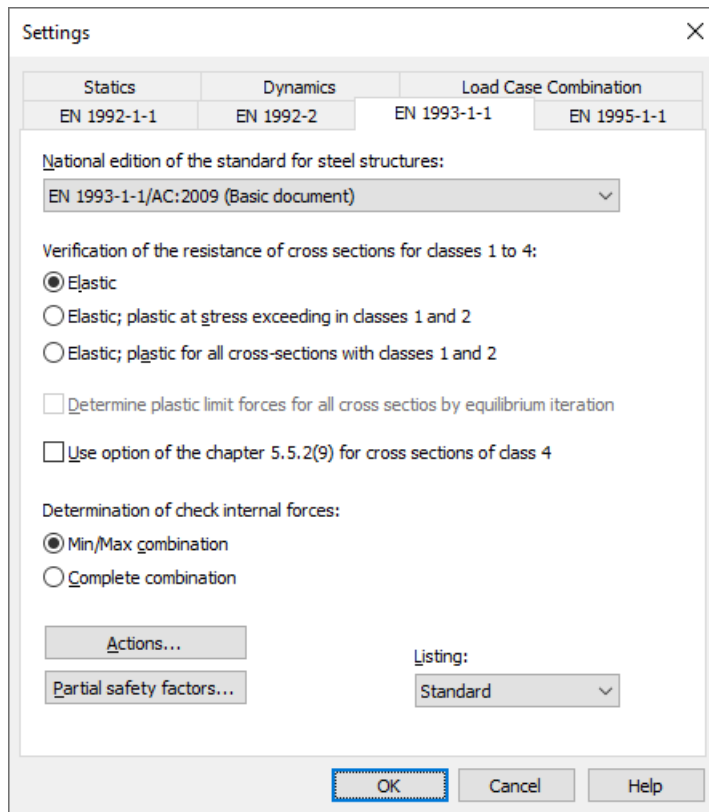 Settings
Statics
Dynamics
Load Case Combination
EN 1992-1-1
EN 1992-2
EN 1993-1-1
EN 1995-1-1
National edition of the standard for steel structures:
EN 1993-1-1/AC:2009 (Basic document)
Verification of the resistance of cross sections for classes 1 to 4:
Elastic
Elastic; plastic at stress exceeding in classes 1 and 2
Elastic; plastic for all cross-sections with classes 1 and 2
Determine plastic limit forces for all cross sectios by equilibrium iteration
Use option of the chapter 5.5.2(9) for cross sections of class 4
Determination of check internal forces:
Min/Max combination
Complete combination
Actions...
Partial safety factors...
Listing:
Standard
OK
Cancel
Help